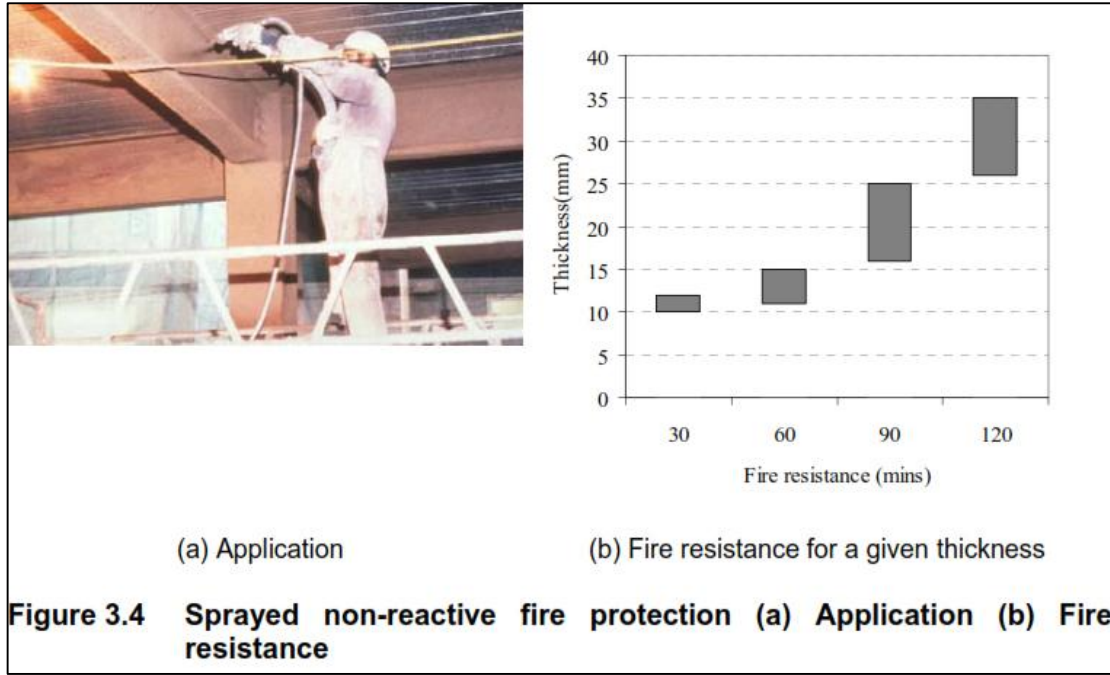 40
35
30
25
20
15
10
5
0
Thickness(mm)
30 60 90 120
Fire resistance (mins)
(a) Application (b) Fire resistance for a given thickness
Figure 3.4 Sprayed non-reactive fire protection (a) Application (b) Fire
resistance